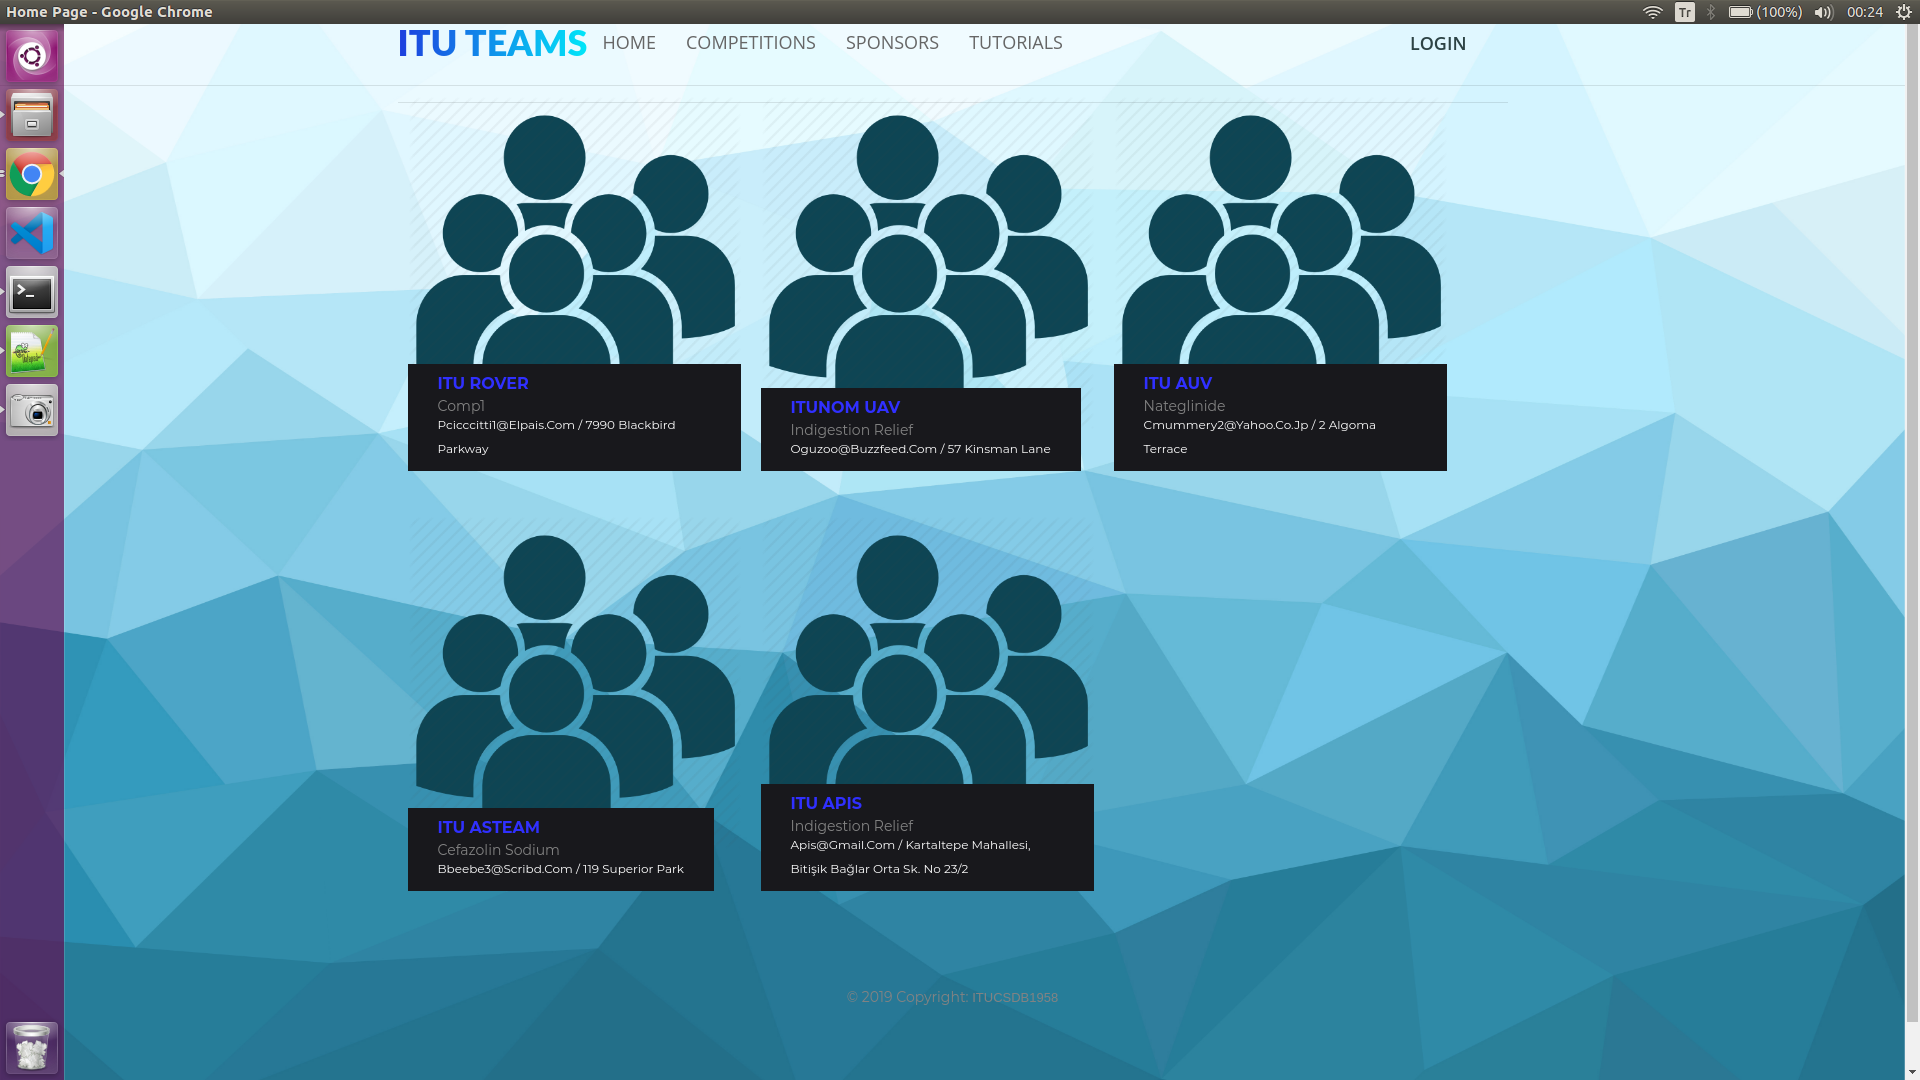 Home Page - Google Chrome
Tr (100%) 00:24
ITU TEAMS HOME COMPETITIONS SPONSORS TUTORIALS LOGIN
ITU ROVER
Comp1
Pcicccitti1@Elpais.Com / 7990 Blackbird
Parkway
ITUNOM UAV
Indigestion Relief
Oguzoo@Buzzfeed.Com / 57 Kinsman Lane
ITU AUV
Nateglinide
Cmummery2@Yahoo.Co.Jp / 2 Algoma
Terrace
ITU ASTEAM
Cefazolin Sodium
Bbeebe3@Scribd.Com / 119 Superior Park
ITU APIS
Indigestion Relief
Apis@Gmail.Com / Kartaltepe Mahallesi,
Bitişik Bağlar Orta Sk. No 23/2
© 2019 Copyright: ITUCSDB1958